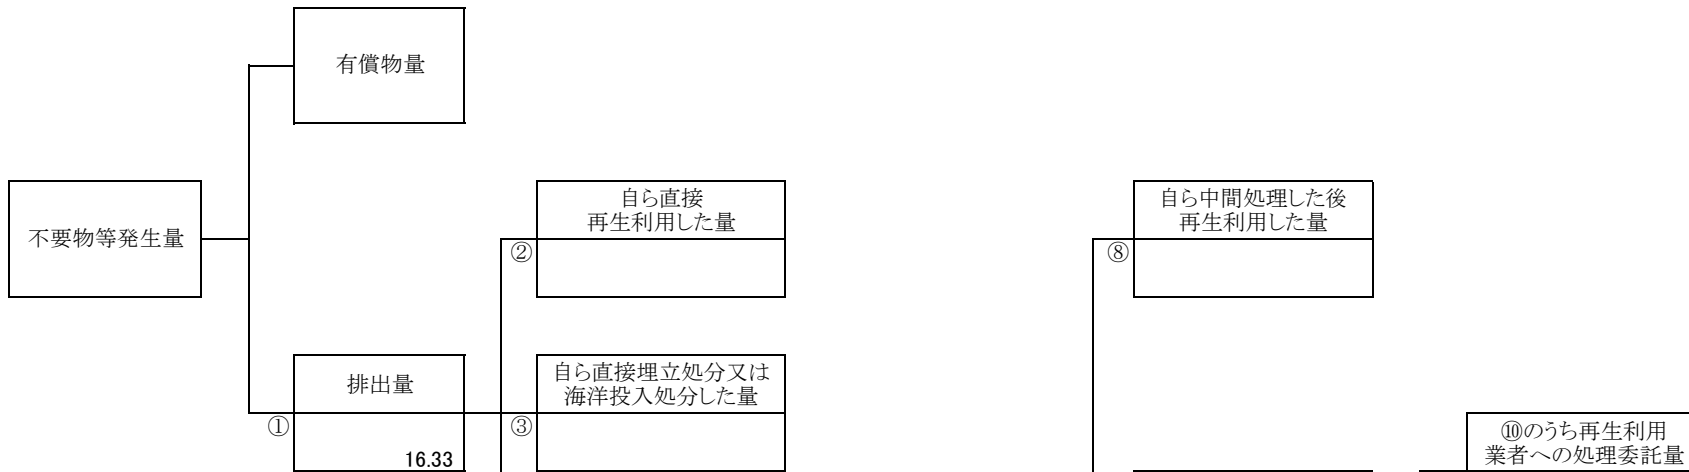 有償物量
不要物等発生量
自ら直接
再生利用した量
②
自ら中間処理した後
再生利用した量
⑧
排出量
①
16.33
自ら直接埋立処分又は
海洋投入処分した量
③
⑩のうち再生利用
業者への処理委託量